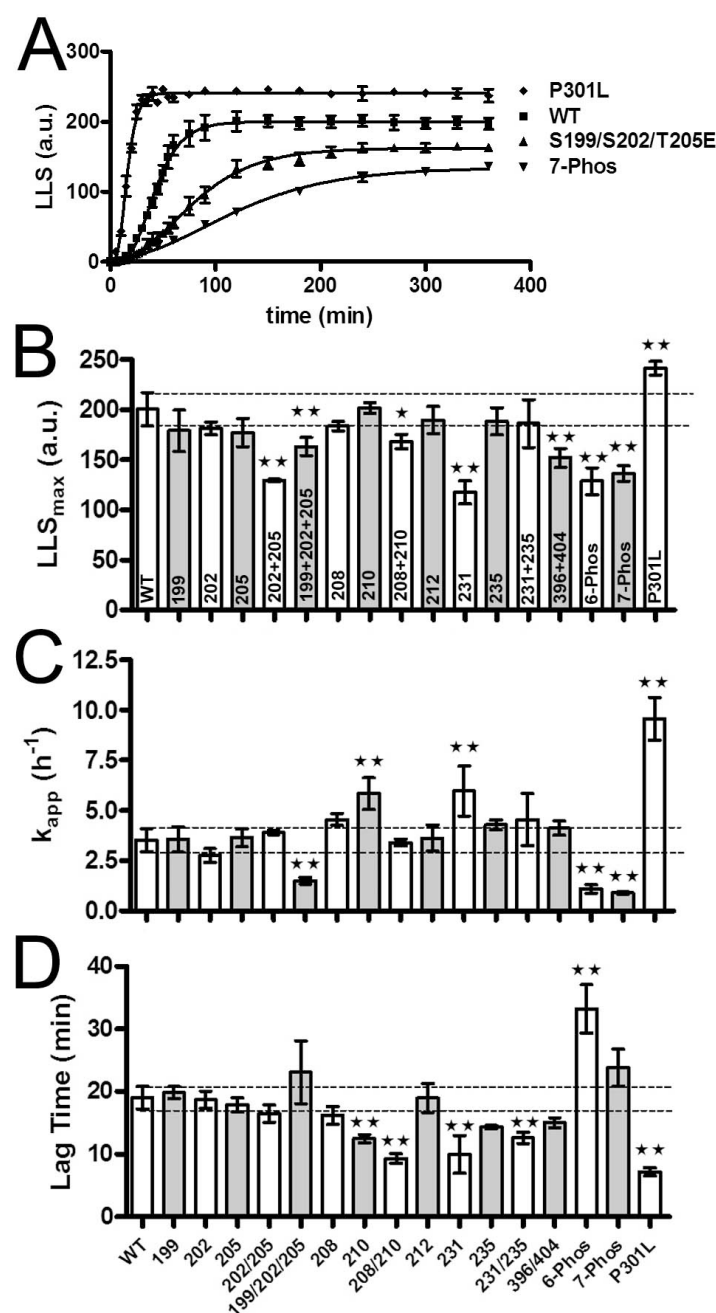 A
300
200
100
0
LLS (a.u.)
0 100 200 300 400
time (min)
P301L
WT
S199/S202/T205E
7-Phos
B
250
200
150
100
50
0
LLSmax (a.u.)
★★ ★★ ★ ★★ ★★ ★★ ★★ ★★
WT 199 202 205 202+205 199+202+205 208 210 208+210 212 231 235 231+235 396+404 6-Phos 7-Phos P301L
C
12.5
10.0
7.5
5.0
2.5
0.0
kapp (h-1)
★★ ★★ ★★ ★★ ★★ ★★
D
40
30
20
10
0
Lag Time (min)
★★ ★★ ★★ ★★ ★★ ★★
WT 199 202 205 202/205 199/202/205 208 210 208/210 212 231 235 231/235 396/404 6-Phos 7-Phos P301L